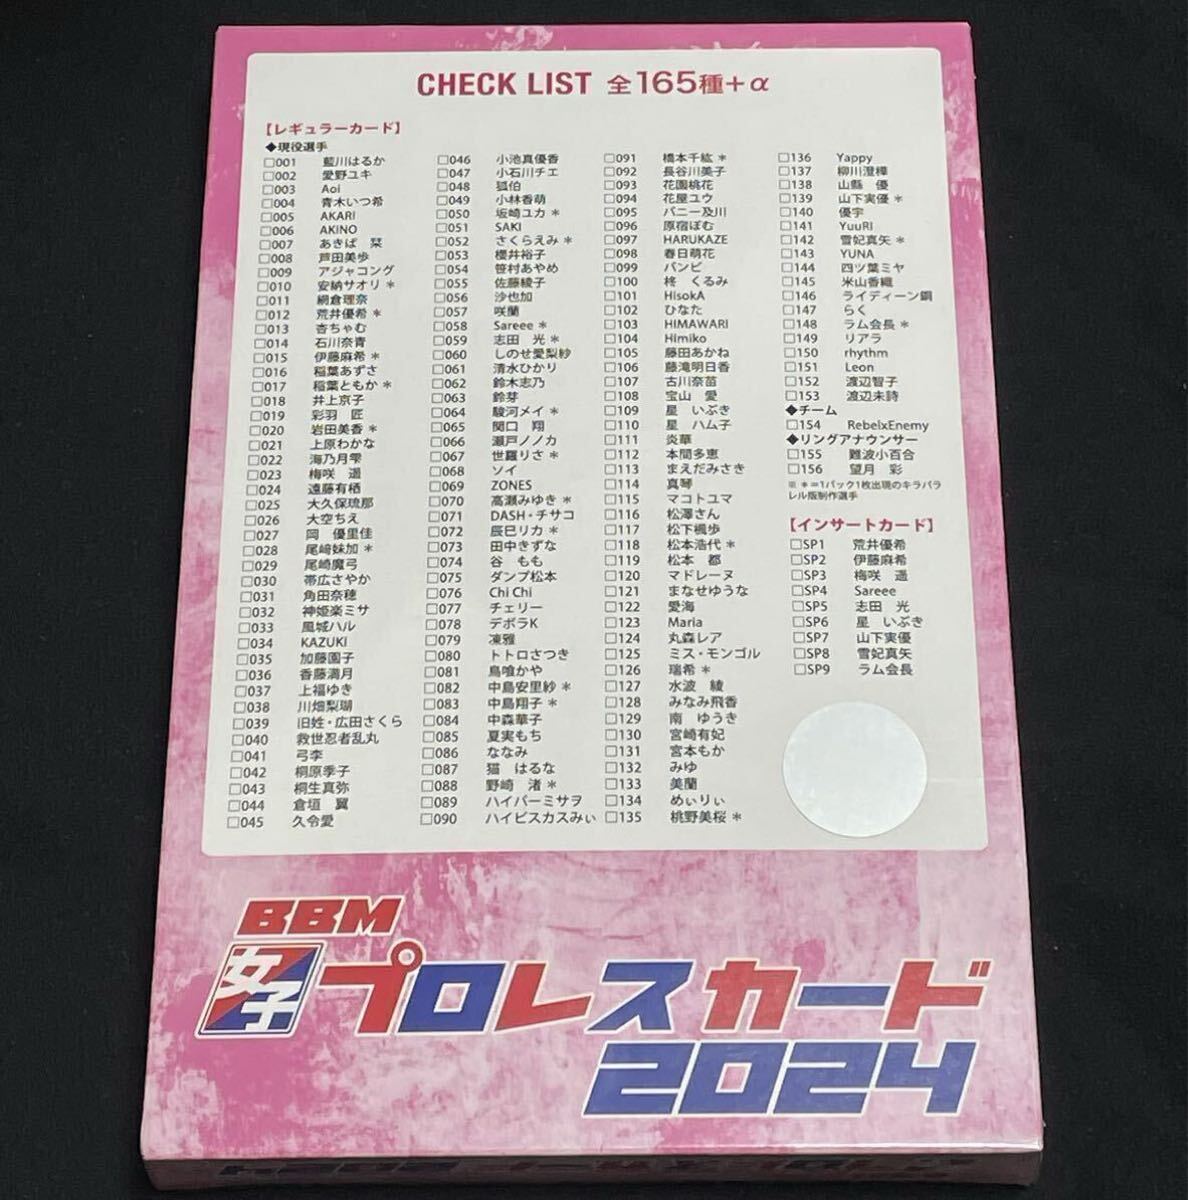 CHECK LIST 全165種+α
【レギュラーカード】
◆現役選手
□001 藍川はるか
□002 愛野ユキ
□003 Aoi
□004 青木いつ希
□005 AKARI
□006 AKINO
□007 あきば 栞
□008 芦田美歩
□009 アジャコング
□010 安納サオリ＊
□011 網倉理奈
□012 荒井優希＊
□013 杏ちゃむ
□014 石川奈青
□015 伊藤麻希＊
□016 稲葉あずさ
□017 稲葉ともか＊
□018 井上京子
□019 彩羽 匠
□020 岩田美香＊
□021 上原わかな
□022 海乃月雫
□023 梅咲 遥
□024 遠藤有栖
□025 大久保琉那
□026 大空ちえ
□027 岡 優里佳
□028 尾﨑妹加＊
□029 尾崎魔弓
□030 帯広さやか
□031 角田奈穂
□032 神姫楽ミサ
□033 風城ハル
□034 KAZUKI
□035 加藤園子
□036 香藤満月
□037 上福ゆき
□038 川畑梨瑚
□039 旧姓・広田さくら
□040 救世忍者乱丸
□041 弓李
□042 桐原季子
□043 桐生真弥
□044 倉垣 翼
□045 久令愛
□046 小池真優香
□047 小石川チエ
□048 狐伯
□049 小林香萌
□050 坂崎ユカ＊
□051 SAKI
□052 さくらえみ＊
□053 櫻井裕子
□054 笹村あやめ
□055 佐藤綾子
□056 沙也加
□057 咲蘭
□058 Sareee＊
□059 志田 光＊
□060 しのせ愛梨紗
□061 清水ひかり
□062 鈴木志乃
□063 鈴芽
□064 駿河メイ＊
□065 関口 翔
□066 瀬戸ノノカ
□067 世羅りさ＊
□068 ソイ
□069 ZONES
□070 高瀬みゆき＊
□071 DASH・チサコ
□072 辰巳リカ＊
□073 田中きずな
□074 谷 もも
□075 ダンプ松本
□076 Chi Chi
□077 チェリー
□078 デボラK
□079 凍雅
□080 トトロさつき
□081 鳥喰かや
□082 中島安里紗＊
□083 中島翔子＊
□084 中森華子
□085 夏実もち
□086 ななみ
□087 猫 はるな
□088 野崎 渚＊
□089 ハイパーミサヲ
□090 ハイビスカスみぃ
□091 橋本千紘＊
□092 長谷川美子
□093 花園桃花
□094 花屋ユウ
□095 バニー及川
□096 原宿ぽむ
□097 HARUKAZE
□098 春日萌花
□099 バンビ
□100 柊 くるみ
□101 HisokA
□102 ひなた
□103 HIMAWARI
□104 Himiko
□105 藤田あかね
□106 藤滝明日香
□107 古川奈苗
□108 宝山 愛
□109 星 いぶき
□110 星 ハム子
□111 炎華
□112 本間多恵
□113 まえだみさき
□114 真琴
□115 マコトユマ
□116 松澤さん
□117 松下楓歩
□118 松本浩代＊
□119 松本 都
□120 マドレーヌ
□121 まなせゆうな
□122 愛海
□123 Maria
□124 丸森レア
□125 ミス・モンゴル
□126 瑞希＊
□127 水波 綾
□128 みなみ飛香
□129 南 ゆうき
□130 宮崎有妃
□131 宮本もか
□132 みゆ
□133 美蘭
□134 めいりぃ
□135 桃野美桜＊
□136 Yappy
□137 柳川澄樺
□138 山縣 優
□139 山下実優＊
□140 優宇
□141 YuuRI
□142 雪妃真矢＊
□143 YUNA
□144 四ツ葉ミヤ
□145 米山香織
□146 ライディーン鋼
□147 らく
□148 ラム会長＊
□149 リアラ
□150 rhythm
□151 Leon
□152 渡辺智子
□153 渡辺未詩
◆チーム
□154 RebelxEnemy
◆リングアナウンサー
□155 難波小百合
□156 望月 彩
※＊=1パック1枚出現のキラパラ
レル版制作選手
【インサートカード】
□SP1 荒井優希
□SP2 伊藤麻希
□SP3 梅咲 遥
□SP4 Sareee
□SP5 志田 光
□SP6 星 いぶき
□SP7 山下実優
□SP8 雪妃真矢
□SP9 ラム会長
BBM
女子プロレスカード
2024